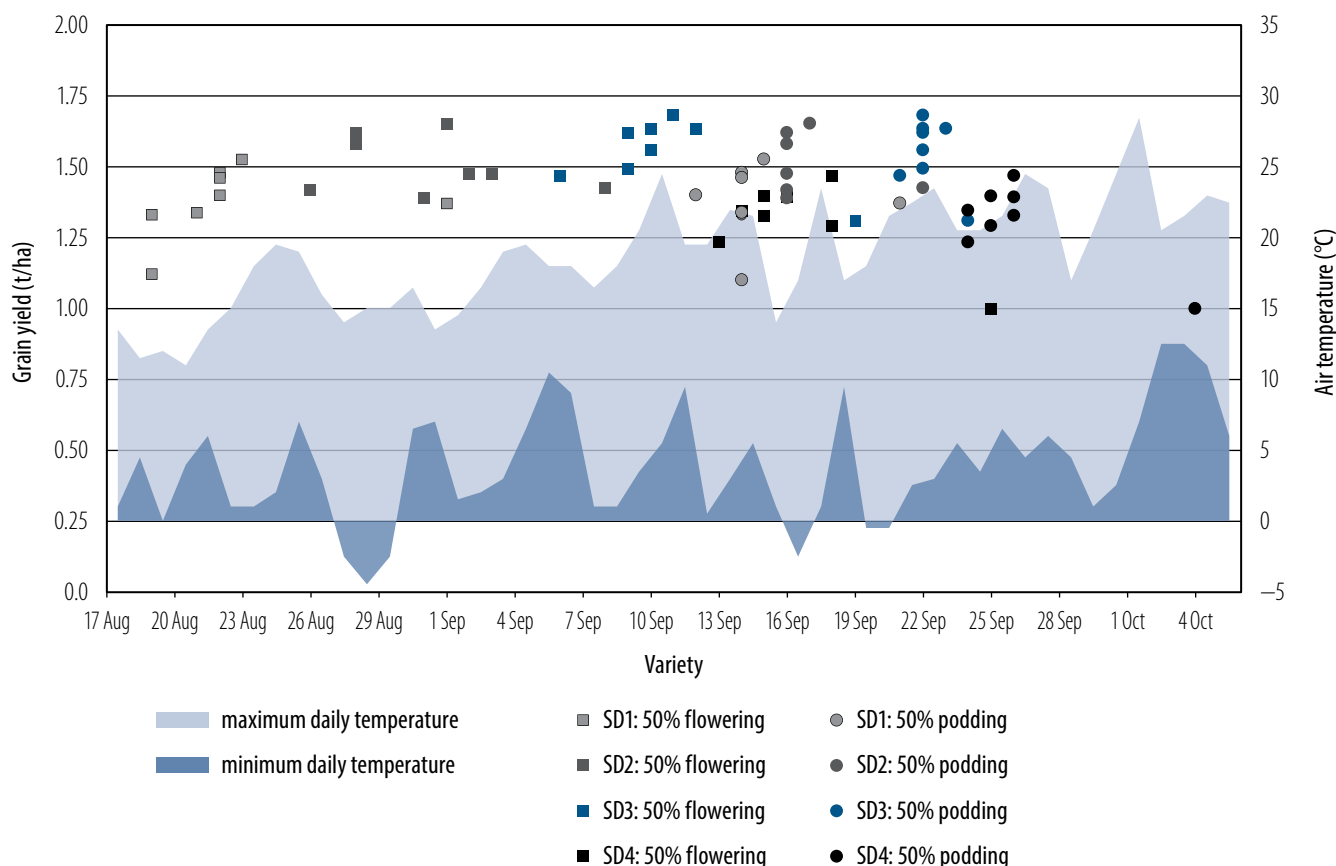 2.00
1.75
1.50
1.25
1.00
0.75
0.50
0.25
0.0
Grain yield (t/ha)
35
30
25
20
15
10
5
0
–5
Air temperature (°C)
17 Aug 20 Aug 23 Aug 26 Aug 29 Aug 1 Sep 4 Sep 7 Sep 10 Sep 13 Sep 16 Sep 19 Sep 22 Sep 25 Sep 28 Sep 1 Oct 4 Oct
Variety
maximum daily temperature
minimum daily temperature
SD1: 50% flowering
SD2: 50% flowering
SD3: 50% flowering
SD4: 50% flowering
SD1: 50% podding
SD2: 50% podding
SD3: 50% podding
SD4: 50% podding